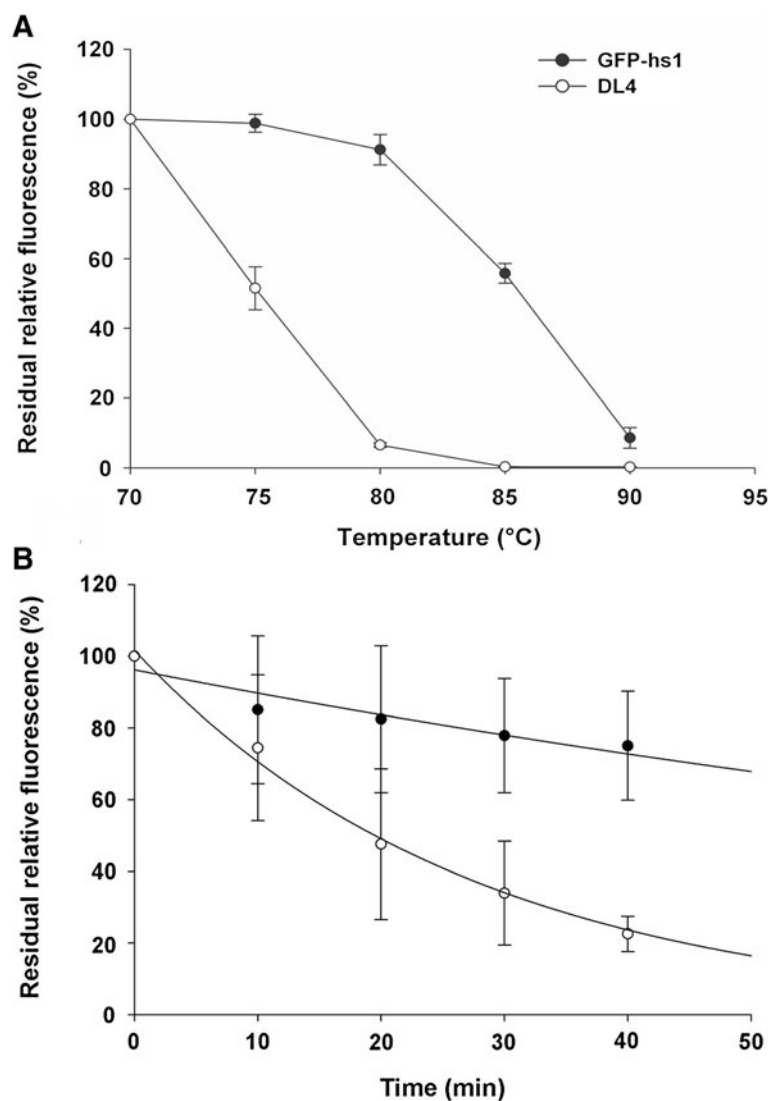 A
120
100
80
60
40
20
0
Residual relative fluorescence (%)
GFP-hs1
DL4
70 75 80 85 90 95
Temperature (°C)
B
120
100
80
60
40
20
0
Residual relative fluorescence (%)
0 10 20 30 40 50
Time (min)